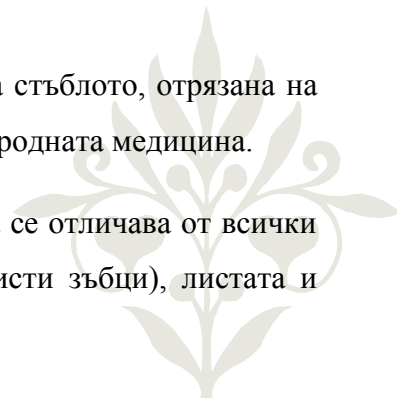 а стъблото, отрязана на
родната медицина.
се отличава от всички
исти зъбци), листата и